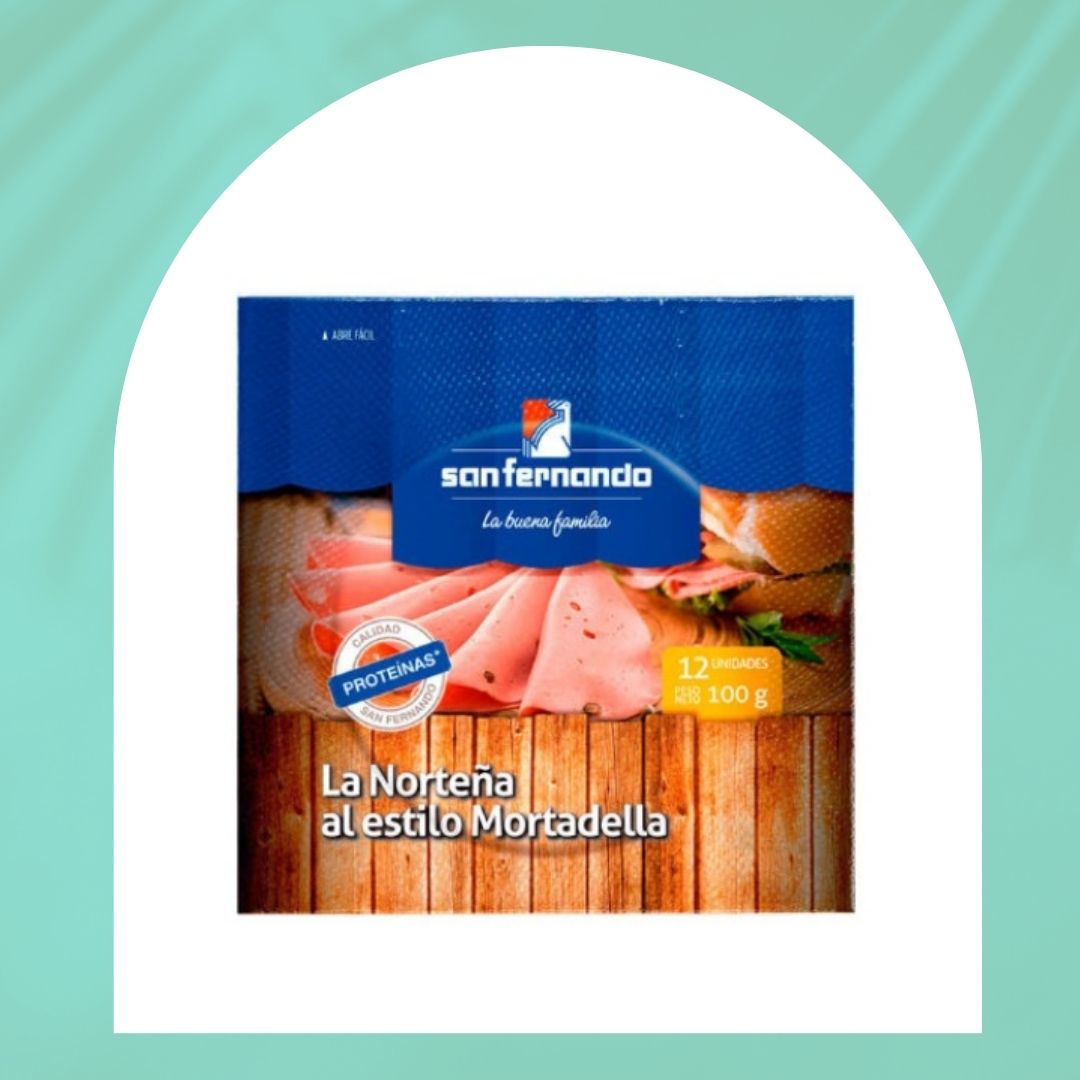 ABRE FÁCIL
sanfernando
La buena familia
CALIDAD
PROTEÍNAS*
SAN FERNANDO
12 UNIDADES
PESO NETO 100 g
La Norteña
al estilo Mortadella